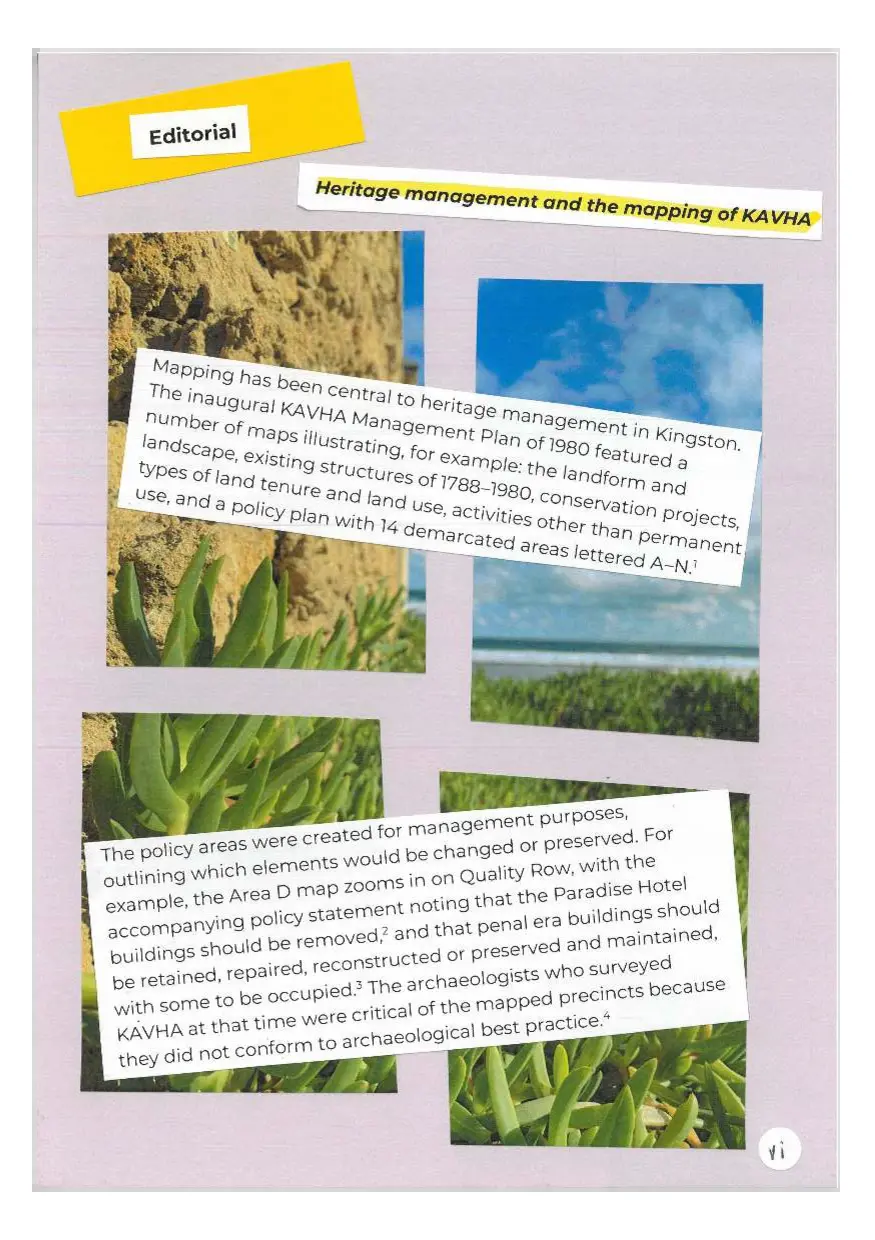 Editorial
Heritage management and the mapping of KAVHA
Mapping has been central to heritage management in Kingston.
The inaugural KAVHA Management Plan of 1980 featured a
number of maps illustrating, for example: the landform and
landscape, existing structures of 1788–1980, conservation projects,
types of land tenure and land use, activities other than permanent
use, and a policy plan with 14 demarcated areas lettered A–N.¹
The policy areas were created for management purposes,
outlining which elements would be changed or preserved. For
example, the Area D map zooms in on Quality Row, with the
accompanying policy statement noting that the Paradise Hotel
buildings should be removed,² and that penal era buildings should
be retained, repaired, reconstructed or preserved and maintained,
with some to be occupied.³ The archaeologists who surveyed
KAVHA at that time were critical of the mapped precincts because
they did not conform to archaeological best practice.⁴
vi